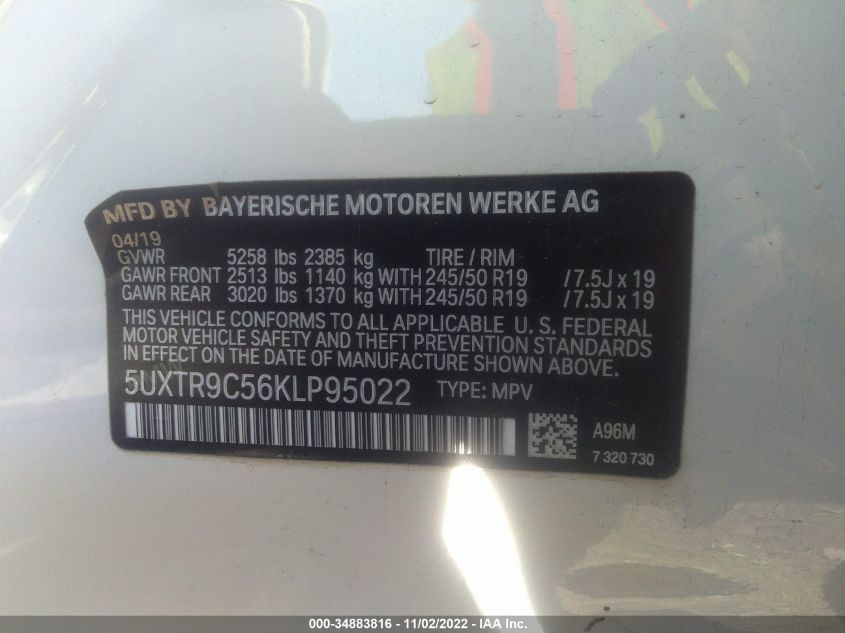 MFD BY BAYERISCHE MOTOREN WERKE AG
04/19
GVWR 5258 lbs 2385 kg TIRE / RIM
GAWR FRONT 2513 lbs 1140 kg WITH 245/50 R19 /7.5J x 19
GAWR REAR 3020 lbs 1370 kg WITH 245/50 R19 /7.5J x 19
THIS VEHICLE CONFORMS TO ALL APPLICABLE U. S. FEDERAL
MOTOR VEHICLE SAFETY AND THEFT PREVENTION STANDARDS
IN EFFECT ON THE DATE OF MANUFACTURE SHOWN ABOVE.
5UXTR9C56KLP95022 TYPE: MPV
A96M
7 320 730
000-34883816 - 11/02/2022 - IAA Inc.